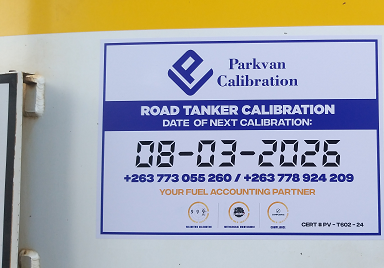 Parkvan
Calibration
ROAD TANKER CALIBRATION
DATE OF NEXT CALIBRATION:
08-03-2026
+263 773 055 260 / +263 778 924 209
YOUR FUEL ACCOUNTING PARTNER
COMPLIANCE
CERT # PV - T602 - 24